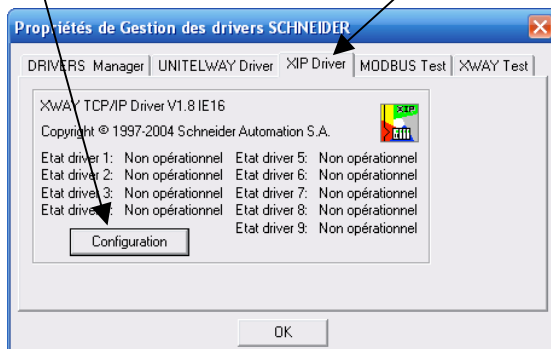 Propriétés de Gestion des drivers SCHNEIDER
DRIVERS Manager UNITELWAY Driver XIP Driver MODBUS Test XWAY Test
XWAY TCP/IP Driver V1.8 IE16
XIP
Copyright © 1997-2004 Schneider Automation S.A.
Etat driver 1: Non opérationnel Etat driver 5: Non opérationnel
Etat driver 2: Non opérationnel Etat driver 6: Non opérationnel
Etat driver 3: Non opérationnel Etat driver 7: Non opérationnel
Etat driver Non opérationnel Etat driver 8: Non opérationnel
Etat driver 9: Non opérationnel
Configuration
OK